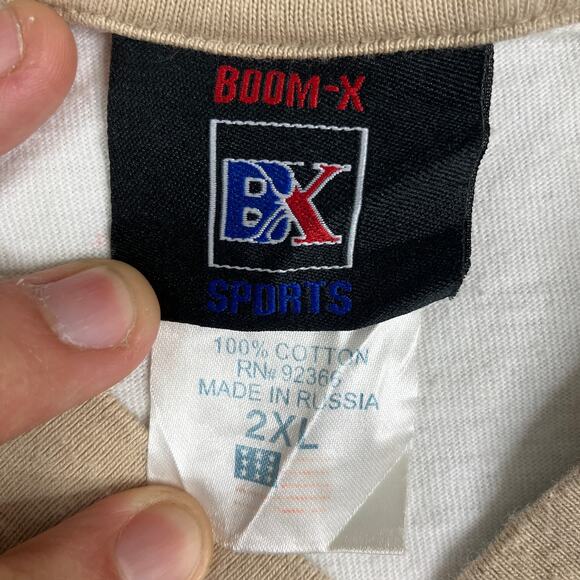 BOOM-X
BX
SPORTS
100% COTTON
RN# 92366
MADE IN RUSSIA
2XL